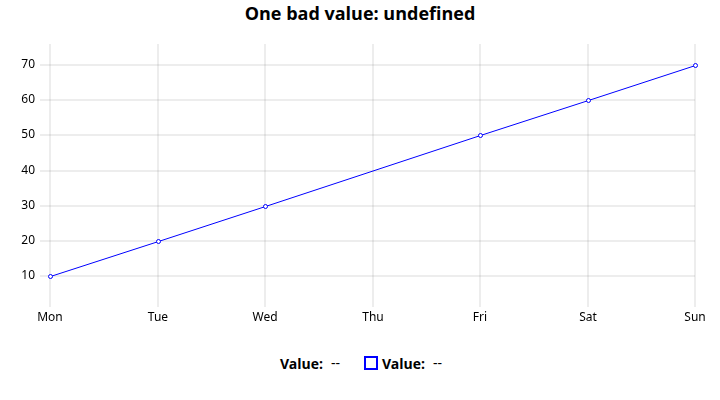 One bad value: undefined
70
60
50
40
30
20
10
Mon Tue Wed Thu Fri Sat Sun
Value: -- Value: --